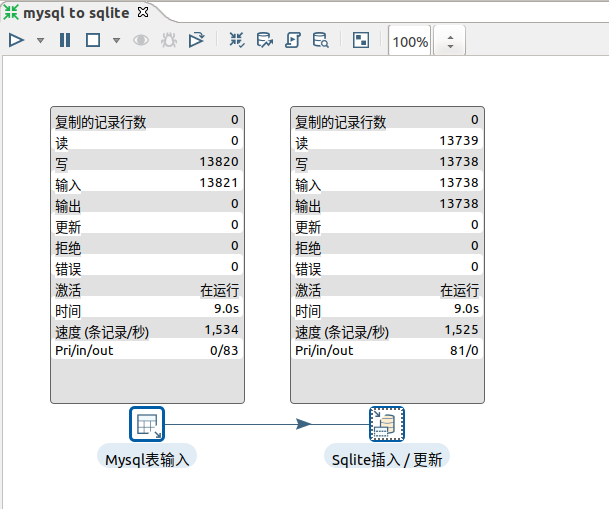 mysql to sqlite
100%
复制的记录行数 0
读 0
写 13820
输入 13821
输出 0
更新 0
拒绝 0
错误 0
激活 在运行
时间 9.0s
速度 (条记录/秒) 1,534
Pri/in/out 0/83
Mysql表输入
复制的记录行数 0
读 13739
写 13738
输入 13738
输出 13738
更新 0
拒绝 0
错误 0
激活 在运行
时间 9.0s
速度 (条记录/秒) 1,525
Pri/in/out 81/0
Sqlite插入 / 更新